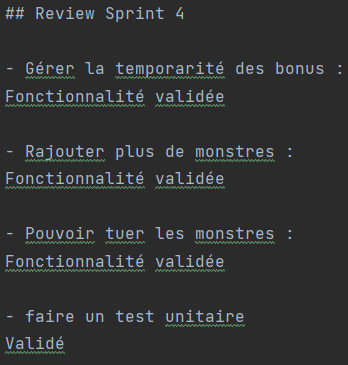 ## Review Sprint 4
- Gérer la temporarité des bonus :
Fonctionnalité validée
- Rajouter plus de monstres :
Fonctionnalité validée
- Pouvoir tuer les monstres :
Fonctionnalité validée
- faire un test unitaire
Validé